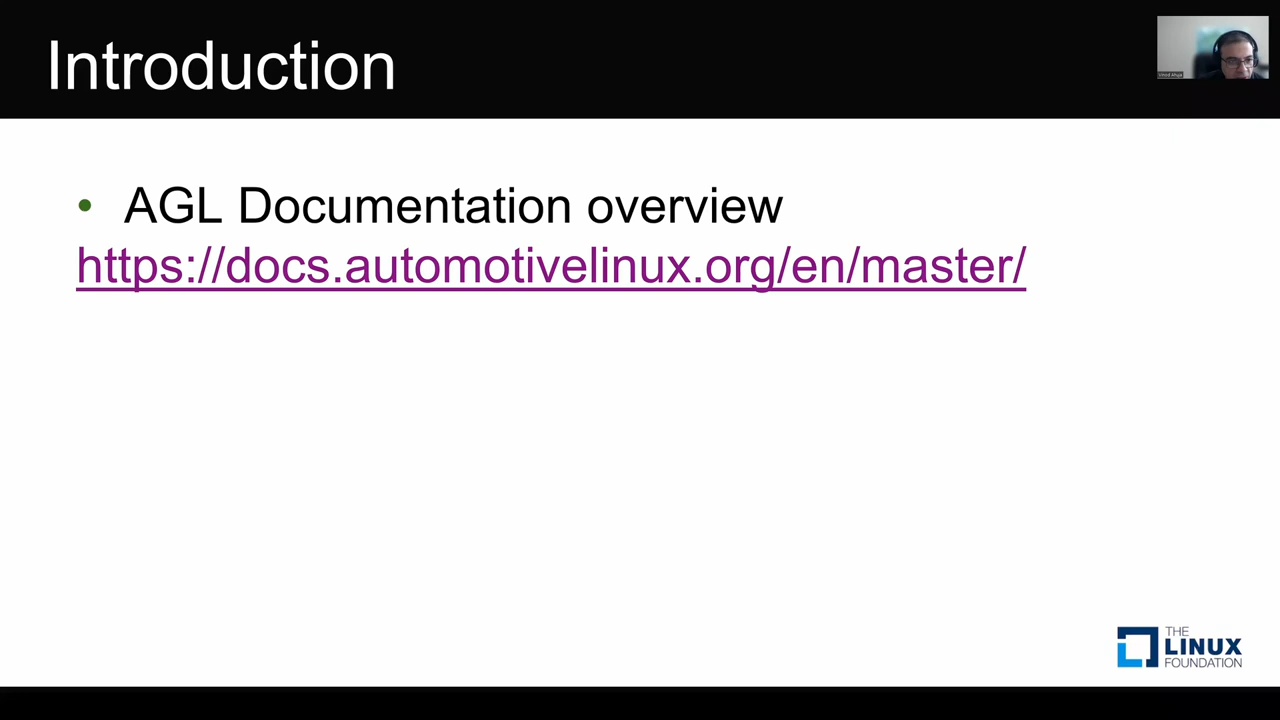 Introduction
• AGL Documentation overview
https://docs.automotivelinux.org/en/master/
THE
LINUX
FOUNDATION